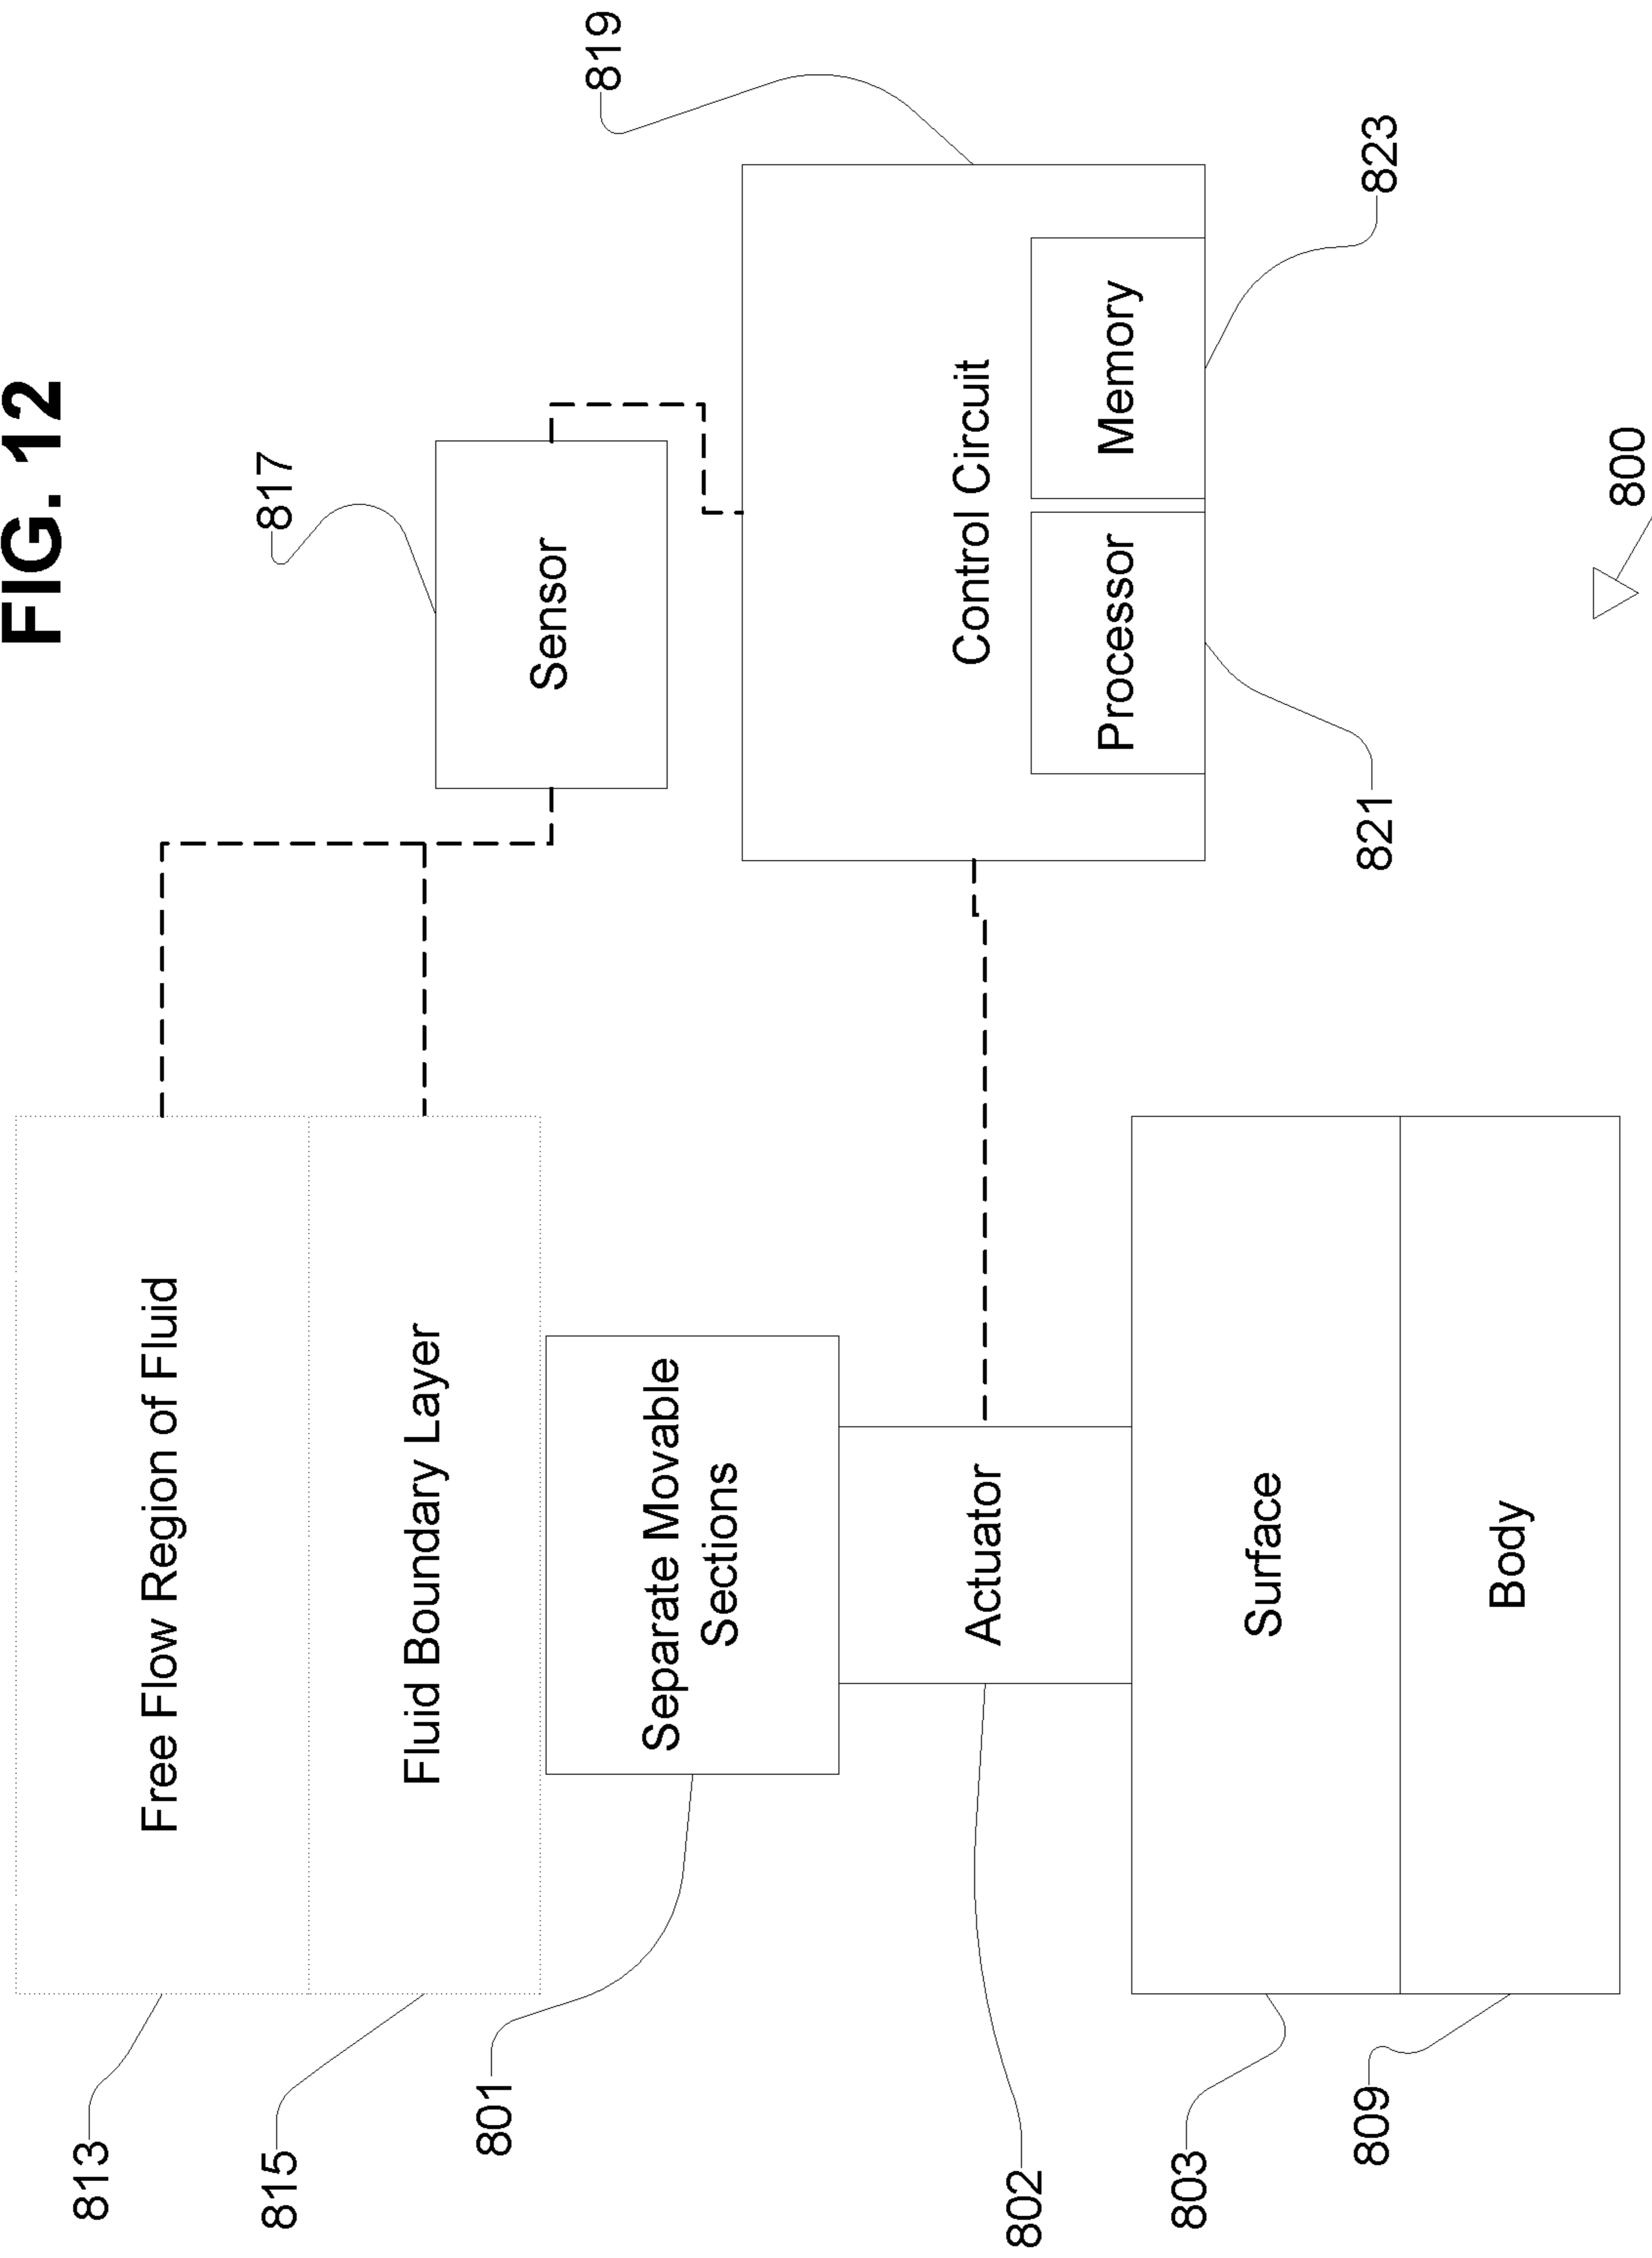 FIG. 12
813
Free Flow Region of Fluid
817
815
Fluid Boundary Layer
Sensor
819
801
Separate Movable
Sections
802
Actuator
Control Circuit
Processor
Memory
821
823
803
Surface
809
Body
800